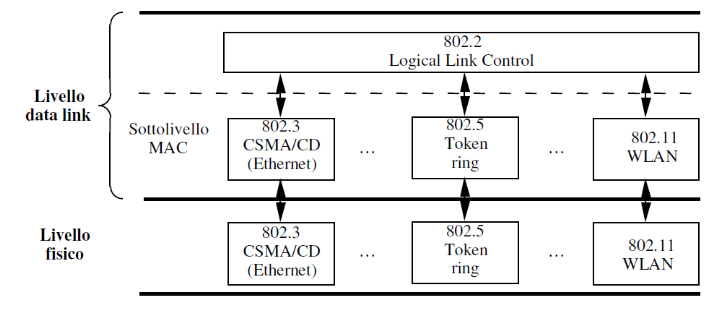 802.2
Logical Link Control
Livello
data link
Sottolivello
MAC
802.3
CSMA/CD
(Ethernet)
...
802.5
Token
ring
...
802.11
WLAN
Livello
fisico
802.3
CSMA/CD
(Ethernet)
...
802.5
Token
ring
...
802.11
WLAN